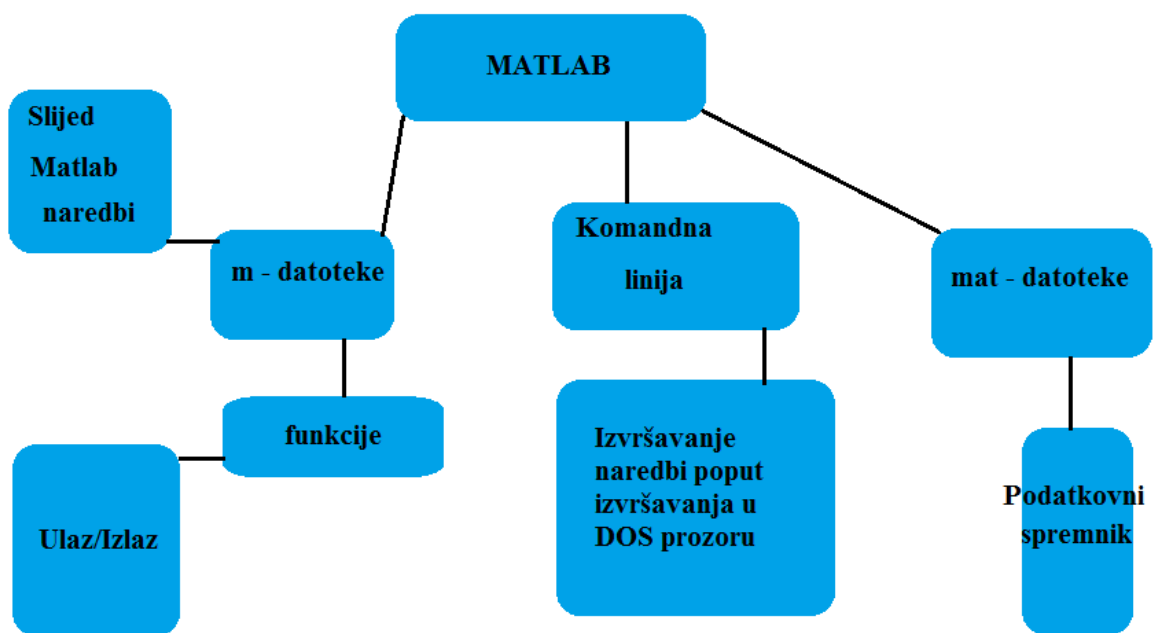 MATLAB
Slijed
Matlab
naredbi
m - datoteke
Komandna
linija
mat - datoteke
funkcije
Ulaz/Izlaz
Izvršavanje
naredbi poput
izvršavanja u
DOS prozoru
Podatkovni
spremnik